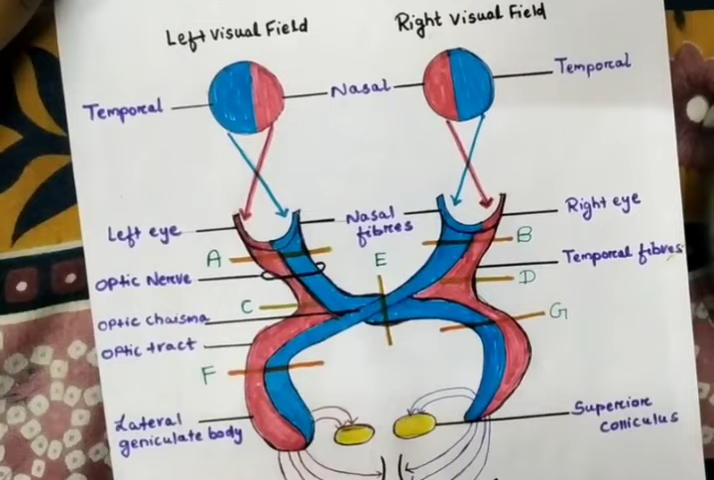 Left Visual Field
Right Visual Field
Temporal
Nasal
Temporal
Left eye
Nasal
fibres
Right eye
A
B
E
Optic Nerve
Temporal fibres
D
C
Optic chaisma
G
Optic tract
F
Lateral
geniculate body
Superiore
colliculus